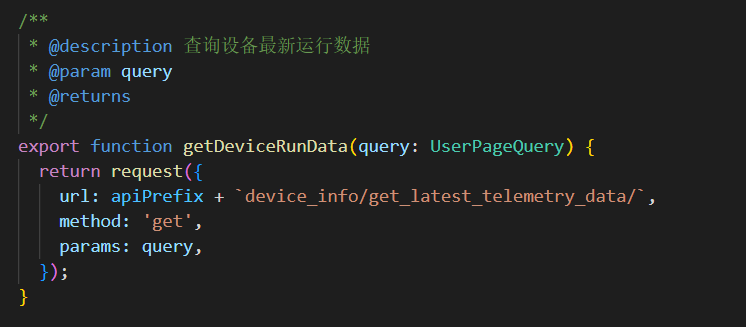 /**
 * @description 查询设备最新运行数据
 * @param query
 * @returns
 */
export function getDeviceRunData(query: UserPageQuery) {
  return request({
    url: apiPrefix + `device_info/get_latest_telemetry_data/`,
    method: 'get',
    params: query,
  });
}